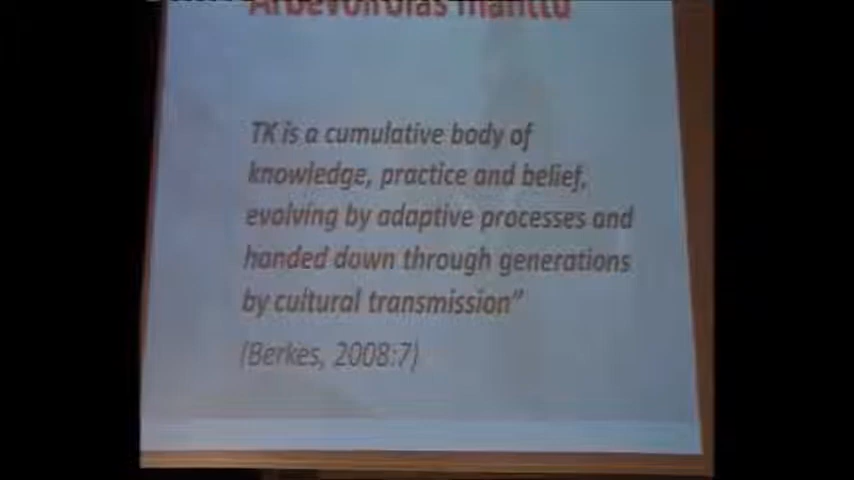 TK is a cumulative body of
knowledge, practice and belief,
evolving by adaptive processes and
handed down through generations
by cultural transmission”
(Berkes, 2008:7)